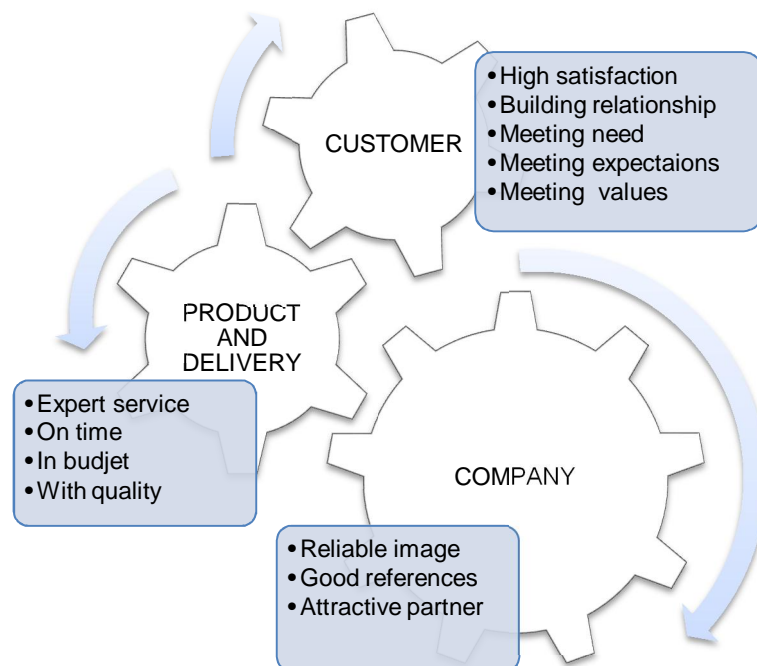 CUSTOMER
•High satisfaction
•Building relationship
•Meeting need
•Meeting expectaions
•Meeting values
PRODUCT
AND
DELIVERY
•Expert service
•On time
•In budjet
•With quality
COMPANY
•Reliable image
•Good references
•Attractive partner